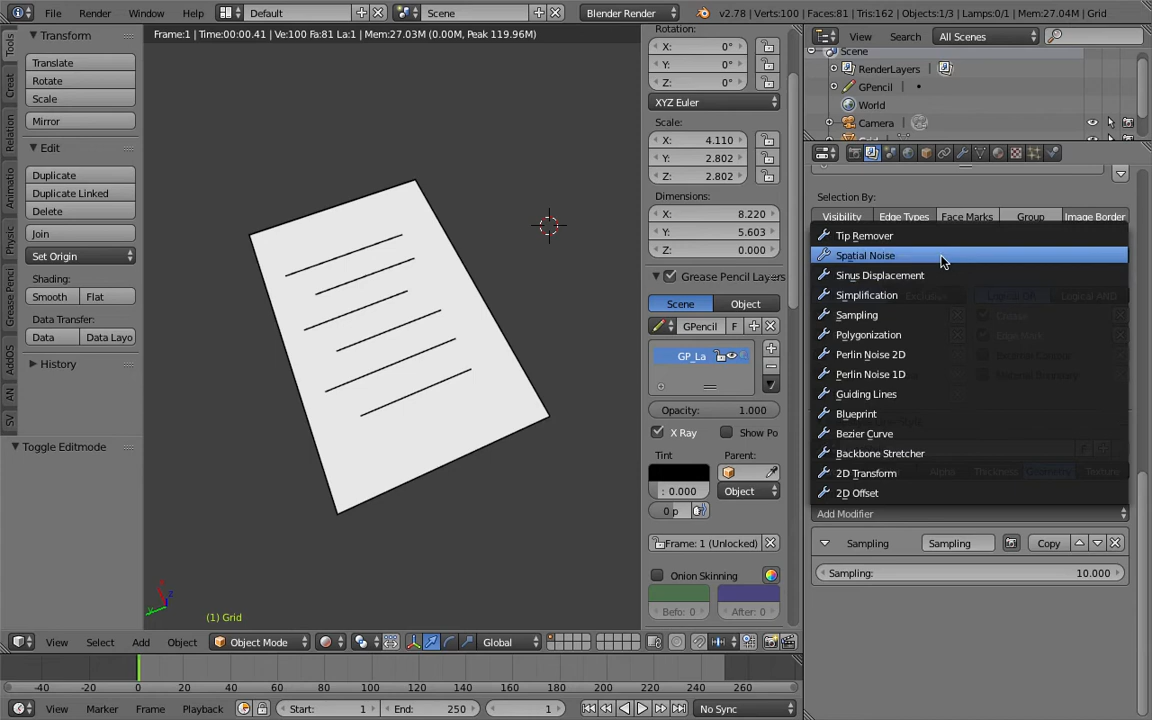 File Render Window Help Default Scene Blender Render v2.78 | Verts:100 | Faces:81 | Tris:162 | Objects:1/3 | Lamps:0/1 | Mem:27.04M | Grid
Frame:1 | Time:00:00.41 | Ve:100 Fa:81 La:1 | Mem:27.03M (0.00M, Peak 119.96M)
Tools
Creat
Relation
Animatio
Physic
Grease Penci
AddOS
AN
SV
Transform
Translate
Rotate
Scale
Mirror
Edit
Duplicate
Duplicate Linked
Delete
Join
Set Origin
Shading:
Smooth Flat
Data Transfer:
Data Data Layo
History
Toggle Editmode
(1) Grid
Rotation:
X: 0°
Y: 0°
Z: 0°
XYZ Euler
Scale:
X: 4.110
Y: 2.802
Z: 2.802
Dimensions:
X: 8.220
Y: 5.603
Z: 0.000
Grease Pencil Layers
Scene Object
GPencil F
GP_La
Opacity: 1.000
X Ray Show Po
Tint Parent:
: 0.000 Object
0 p
Frame: 1 (Unlocked)
Onion Skinning
Befo: 0 After: 0
View Search All Scenes
Scene
RenderLayers
GPencil
World
Camera
Selection By:
Visibility Edge Types Face Marks Group Image Border
Tip Remover
Spatial Noise
Sinus Displacement
Simplification
Sampling
Polygonization
Perlin Noise 2D
Perlin Noise 1D
Guiding Lines
Blueprint
Bezier Curve
Backbone Stretcher
2D Transform
2D Offset
Add Modifier
Sampling Sampling Copy
Sampling: 10.000
View Select Add Object Object Mode Global
-40 -20 0 20 40 60 80 100 120 140 160 180 200 220 240 260
View Marker Frame Playback Start: 1 End: 250 1 No Sync